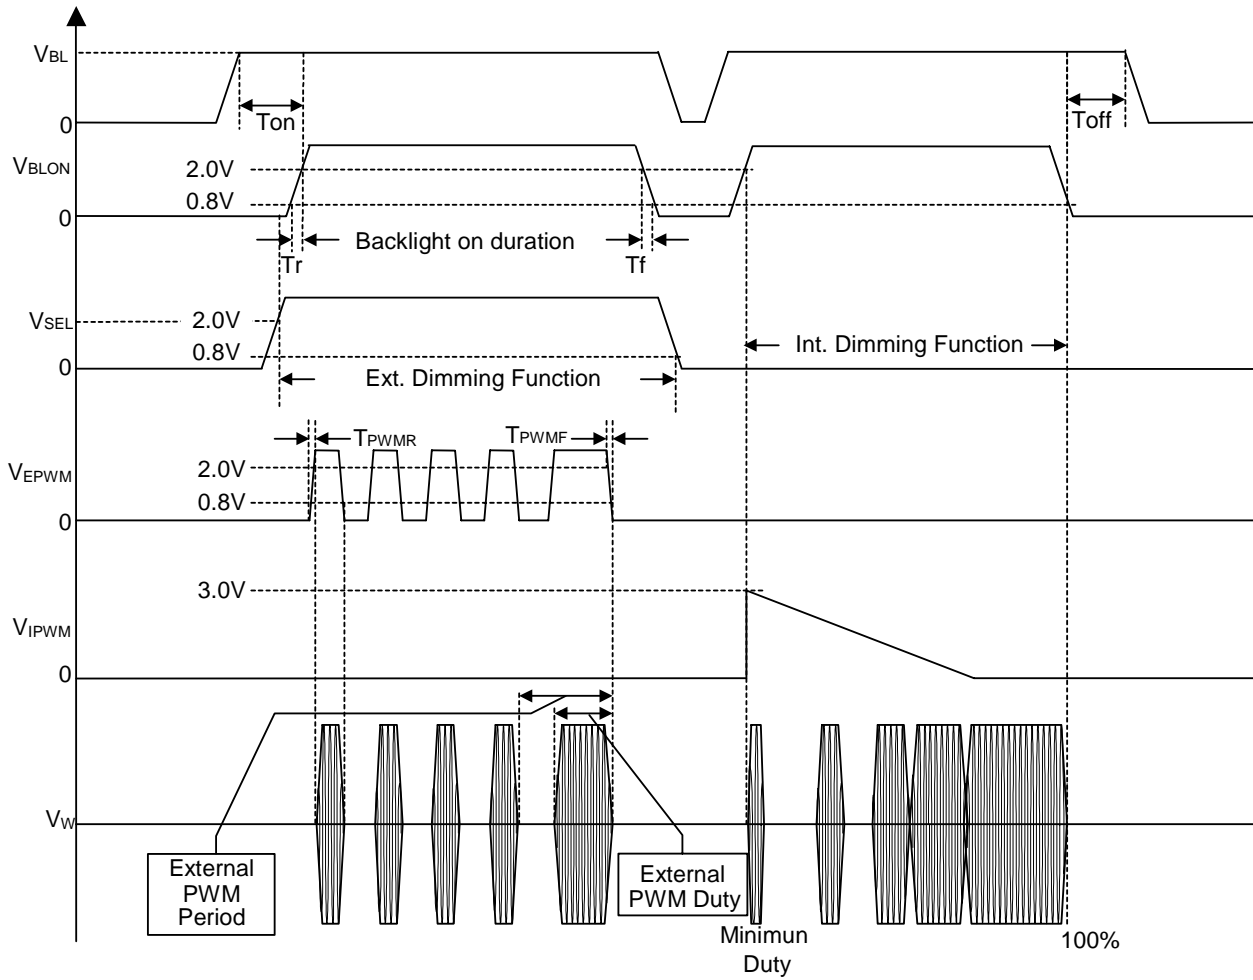 VBL
0
Ton
Toff
VBLON
2.0V
0.8V
0
Backlight on duration
Tr
Tf
VSEL
2.0V
0.8V
0
Int. Dimming Function
Ext. Dimming Function
TPWMR
TPWMF
VEPWM
2.0V
0.8V
0
3.0V
VIPWM
0
VW
External
PWM
Period
External
PWM Duty
Minimun
Duty
100%